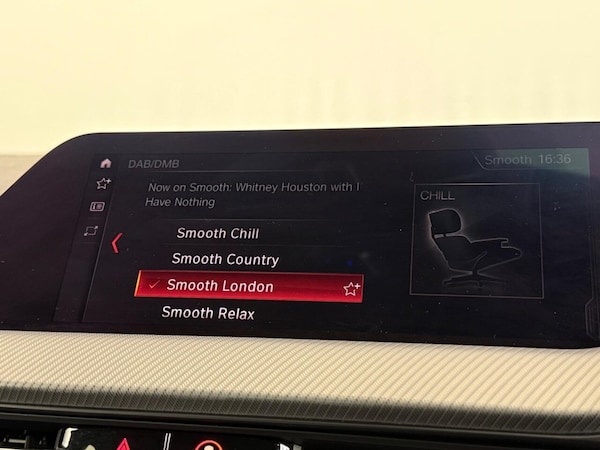 DAB/DMB
Smooth 16:36
Now on Smooth: Whitney Houston with I
Have Nothing
CHILL
Smooth Chill
Smooth Country
Smooth London
Smooth Relax